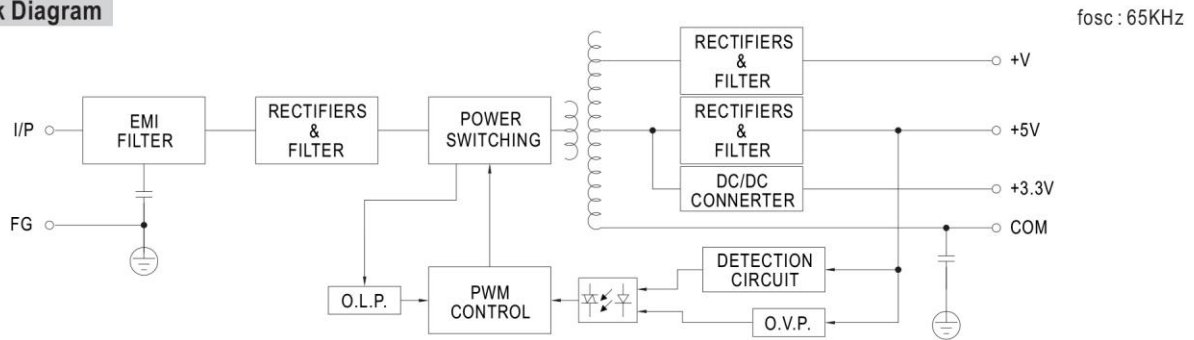 k Diagram
fosc : 65KHz
RECTIFIERS
&
FILTER
+V
I/P
EMI
FILTER
RECTIFIERS
&
FILTER
POWER
SWITCHING
RECTIFIERS
&
FILTER
+5V
DC/DC
CONNERTER
+3.3V
FG
COM
DETECTION
CIRCUIT
O.L.P.
PWM
CONTROL
O.V.P.